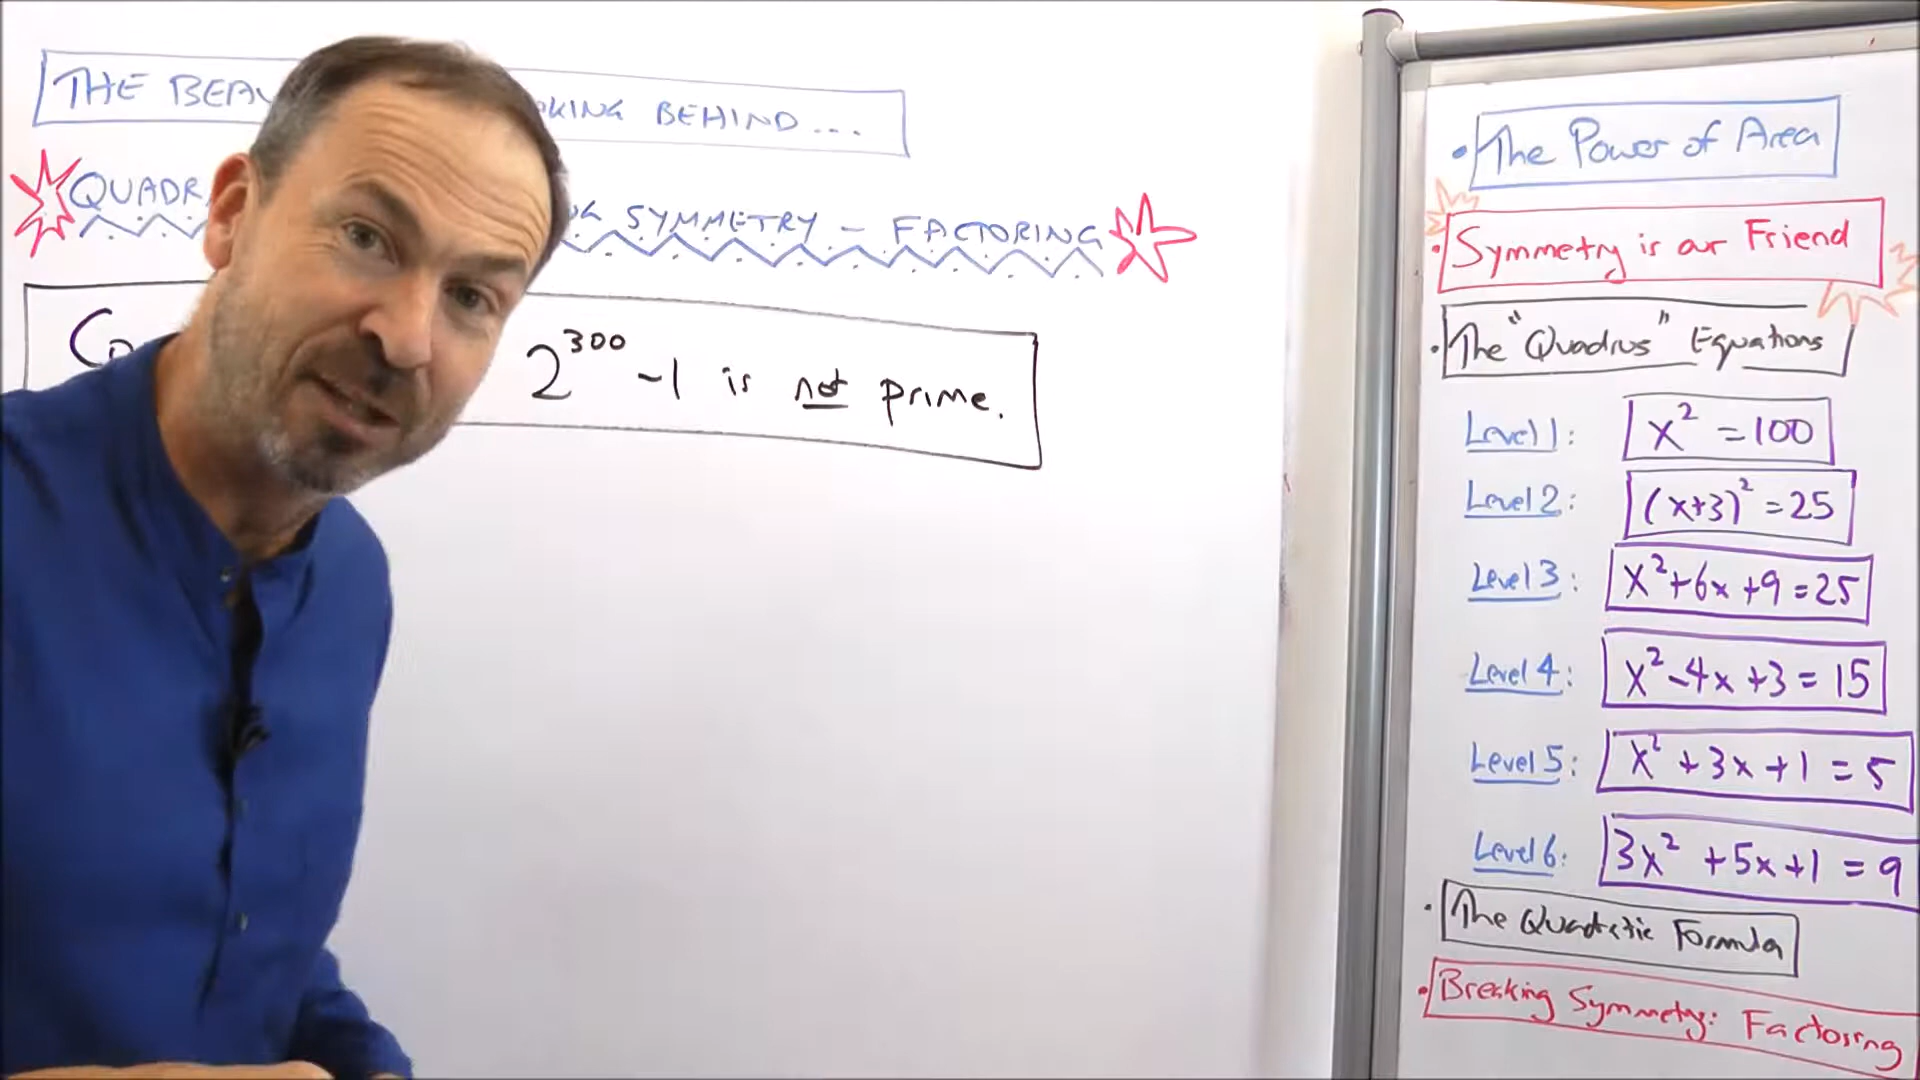 THE
KING BEHIND...
SYMMETRY - FACTORING
2^300 - 1 is not prime.
• The Power of Area
• Symmetry is our Friend
• The "Quadrus" Equations
Level 1: x² = 100
Level 2: (x+3)² = 25
Level 3: x²+6x+9=25
Level 4: x²-4x+3=15
Level 5: x²+3x+1=5
Level 6: 3x²+5x+1=9
• The Quadratic Formula
• Breaking Symmetry: Factoring